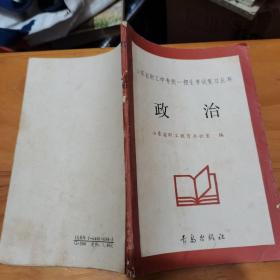 山东省职工中专统一招生考试复习丛书
政治
山东省职工教育办公室 编
青岛出版社